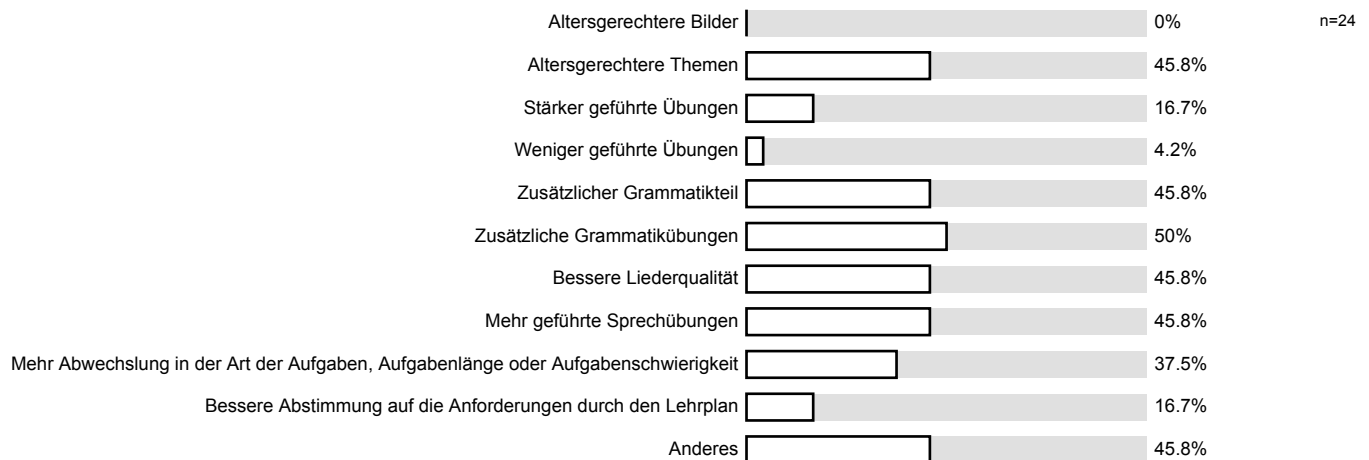 Altersgerechtere Bilder 0% n=24
Altersgerechtere Themen 45.8%
Stärker geführte Übungen 16.7%
Weniger geführte Übungen 4.2%
Zusätzlicher Grammatikteil 45.8%
Zusätzliche Grammatikübungen 50%
Bessere Liederqualität 45.8%
Mehr geführte Sprechübungen 45.8%
Mehr Abwechslung in der Art der Aufgaben, Aufgabenlänge oder Aufgabenschwierigkeit 37.5%
Bessere Abstimmung auf die Anforderungen durch den Lehrplan 16.7%
Anderes 45.8%